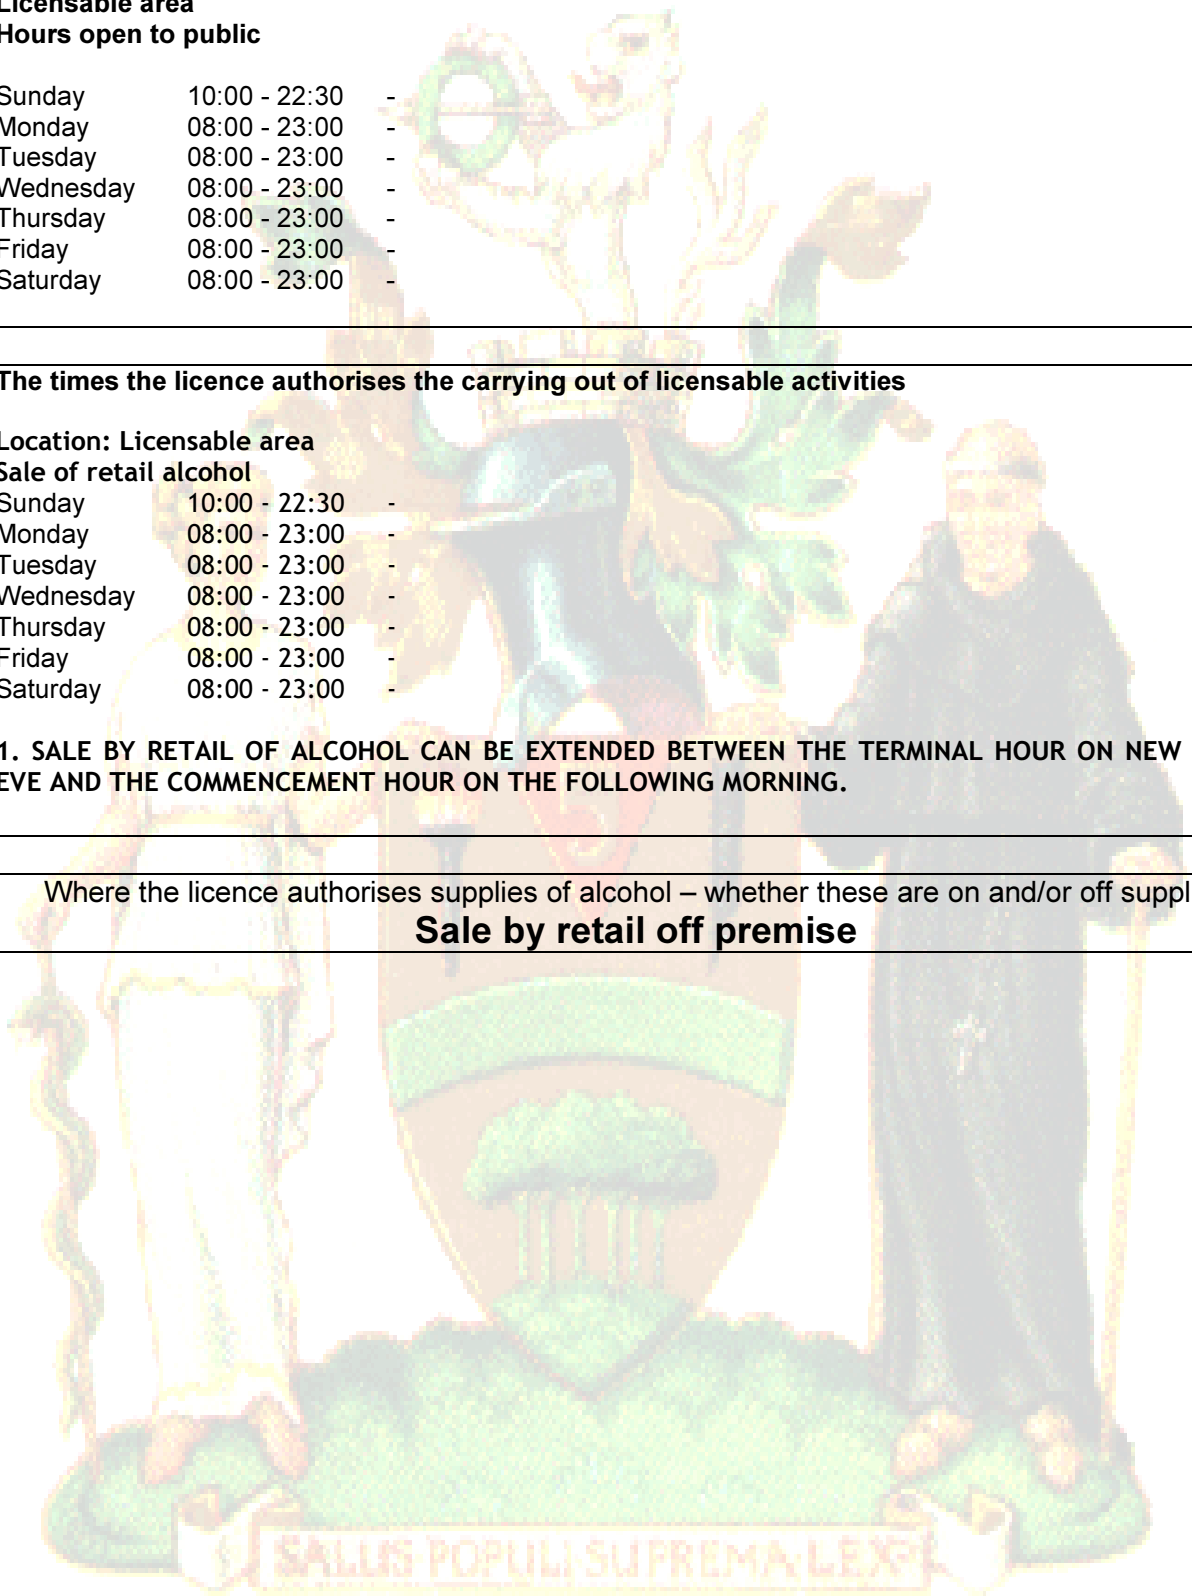 Licensable area
Hours open to public
Sunday 10:00 - 22:30 -
Monday 08:00 - 23:00 -
Tuesday 08:00 - 23:00 -
Wednesday 08:00 - 23:00 -
Thursday 08:00 - 23:00 -
Friday 08:00 - 23:00 -
Saturday 08:00 - 23:00 -
The times the licence authorises the carrying out of licensable activities
Location: Licensable area
Sale of retail alcohol
Sunday 10:00 - 22:30 -
Monday 08:00 - 23:00 -
Tuesday 08:00 - 23:00 -
Wednesday 08:00 - 23:00 -
Thursday 08:00 - 23:00 -
Friday 08:00 - 23:00 -
Saturday 08:00 - 23:00 -
1. SALE BY RETAIL OF ALCOHOL CAN BE EXTENDED BETWEEN THE TERMINAL HOUR ON NEW
EVE AND THE COMMENCEMENT HOUR ON THE FOLLOWING MORNING.
Where the licence authorises supplies of alcohol – whether these are on and/or off suppl
Sale by retail off premise
SALUS POPULI SUPREMA LEX